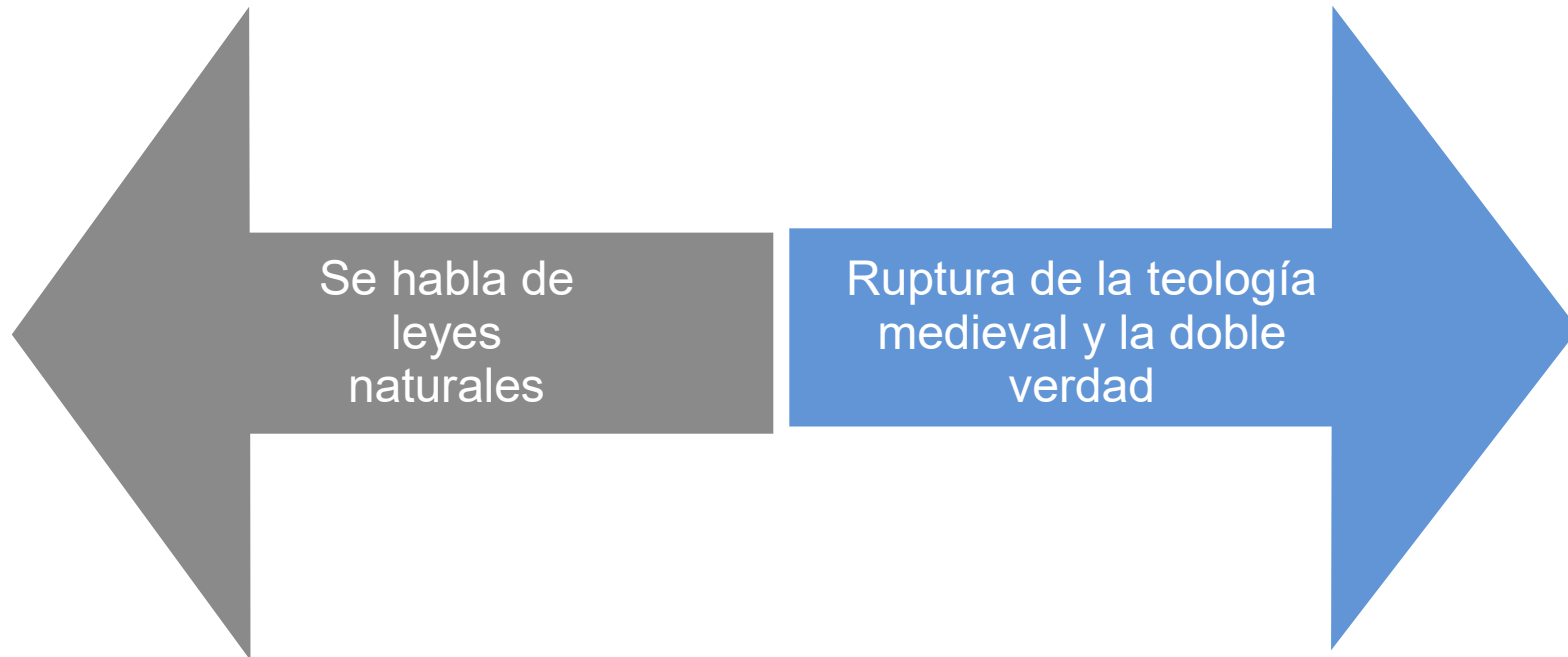 Se habla de
leyes
naturales
Ruptura de la teología
medieval y la doble
verdad